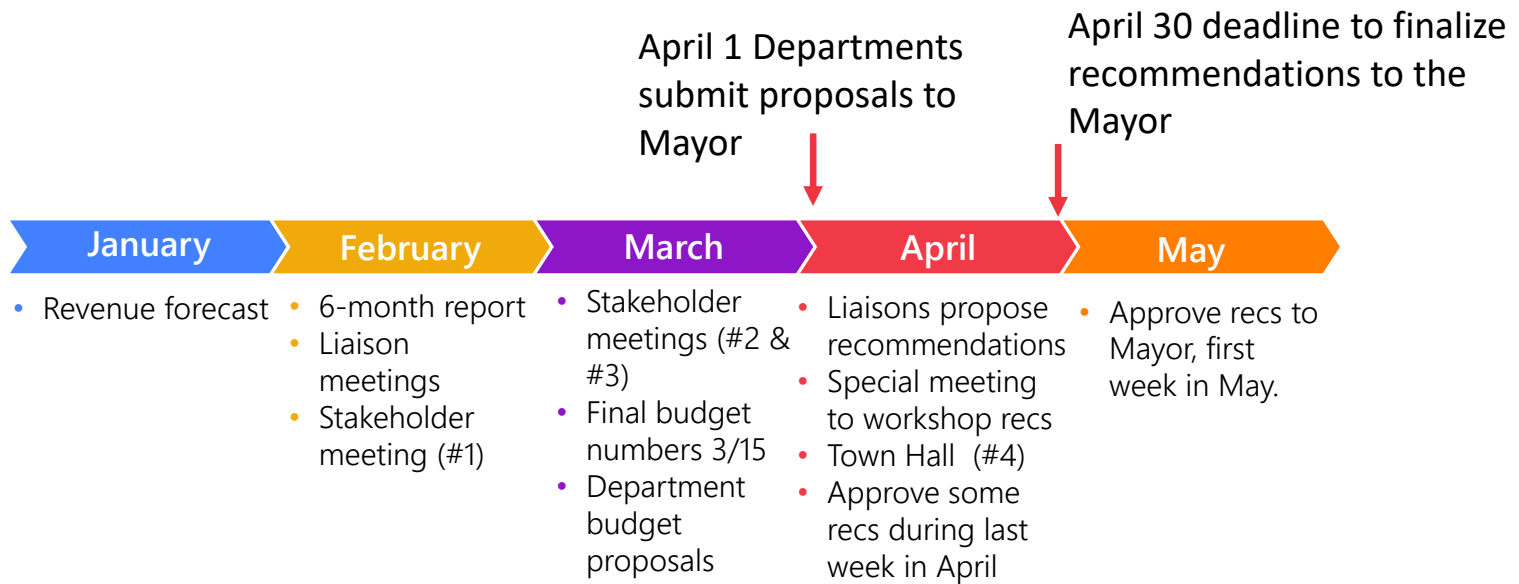 April 1 Departments
submit proposals to
Mayor
April 30 deadline to finalize
recommendations to the
Mayor
January
February
March
April
May
• Revenue forecast
• 6-month report
• Liaison
meetings
• Stakeholder
meeting (#1)
• Stakeholder
meetings (#2 &
#3)
• Final budget
numbers 3/15
• Department
budget
proposals
• Liaisons propose
recommendations
• Special meeting
to workshop recs
• Town Hall (#4)
• Approve some
recs during last
week in April
• Approve recs to
Mayor, first
week in May.